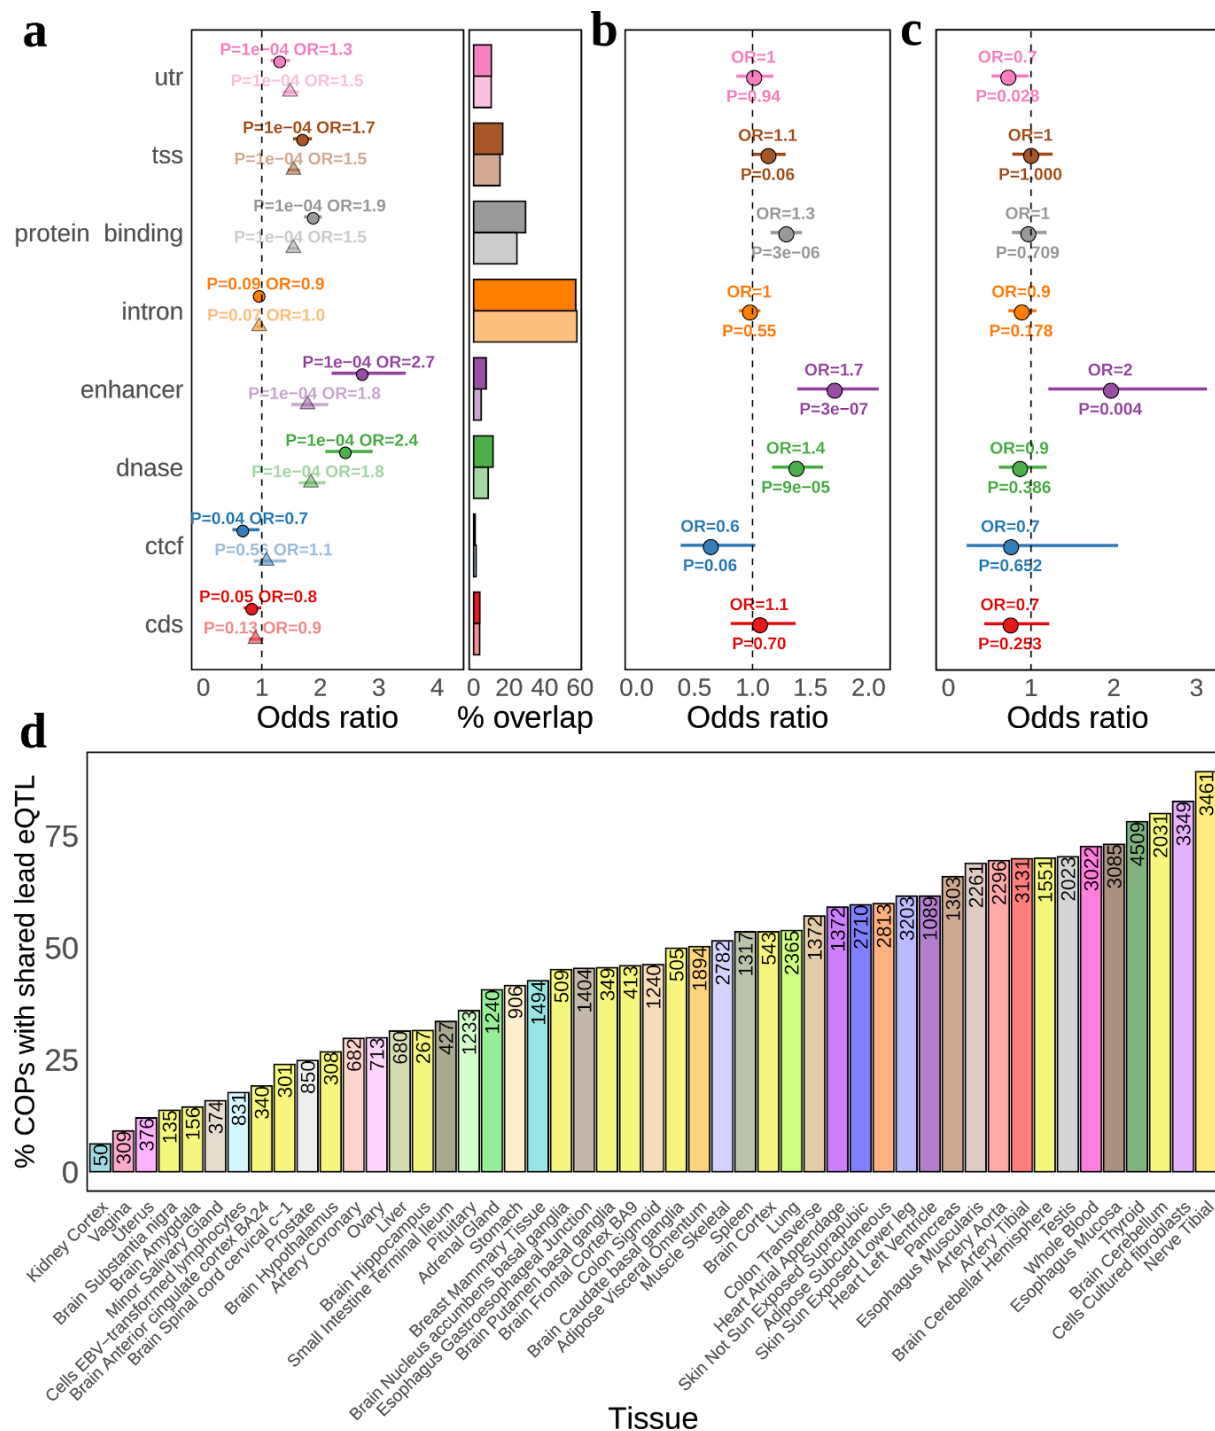 a
utr
P=1e−04 OR=1.3
P=1e−04 OR=1.5
tss
P=1e−04 OR=1.7
P=1e−04 OR=1.5
protein binding
P=1e−04 OR=1.9
P=1e−04 OR=1.5
intron
P=0.09 OR=0.9
P=0.07 OR=1.0
enhancer
P=1e−04 OR=2.7
P=1e−04 OR=1.8
dnase
P=1e−04 OR=2.4
P=1e−04 OR=1.8
ctcf
P=0.04 OR=0.7
P=0.56 OR=1.1
cds
P=0.05 OR=0.8
P=0.13 OR=0.9
0 1 2 3 4
Odds ratio
0 20 40 60
% overlap
b
OR=1
P=0.94
OR=1.1
P=0.06
OR=1.3
P=3e−06
OR=1
P=0.55
OR=1.7
P=3e−07
OR=1.4
P=9e−05
OR=0.6
P=0.06
OR=1.1
P=0.70
0.0 0.5 1.0 1.5 2.0
Odds ratio
c
OR=0.7
P=0.028
OR=1
P=1.000
OR=1
P=0.709
OR=0.9
P=0.178
OR=2
P=0.004
OR=0.9
P=0.386
OR=0.7
P=0.652
OR=0.7
P=0.253
0 1 2 3
Odds ratio
d
% COPs with shared lead eQTL
75
50
25
0
50
309
376
135
156
374
831
340
301
850
308
682
713
680
267
427
1233
1240
906
1494
509
1404
349
413
1240
505
1894
2782
1317
543
2365
1372
1372
2710
2813
3203
1089
1303
2261
2296
3131
1551
2023
3022
3085
4509
2031
3349
3461
Kidney Cortex
Vagina
Uterus
Brain Substantia nigra
Brain Amygdala
Minor Salivary Gland
Cells EBV−transformed lymphocytes
Brain Anterior cingulate cortex BA24
Brain Spinal cord cervical c−1
Prostate
Brain Hypothalamus
Artery Coronary
Ovary
Liver
Brain Hippocampus
Small Intestine Terminal Ileum
Pituitary
Adrenal Gland
Stomach
Breast Mammary Tissue
Brain Nucleus accumbens basal ganglia
Esophagus Gastroesophageal Junction
Brain Putamen basal ganglia
Brain Frontal Cortex BA9
Colon Sigmoid
Brain Caudate basal ganglia
Adipose Visceral Omentum
Muscle Skeletal
Spleen
Brain Cortex
Lung
Colon Transverse
Heart Atrial Appendage
Skin Not Sun Exposed Suprapubic
Adipose Subcutaneous
Skin Sun Exposed Lower leg
Heart Left Ventricle
Pancreas
Esophagus Muscularis
Artery Aorta
Artery Tibial
Brain Cerebellar Hemisphere
Testis
Whole Blood
Esophagus Mucosa
Thyroid
Brain Cerebellum
Cells Cultured fibroblasts
Nerve Tibial
Tissue